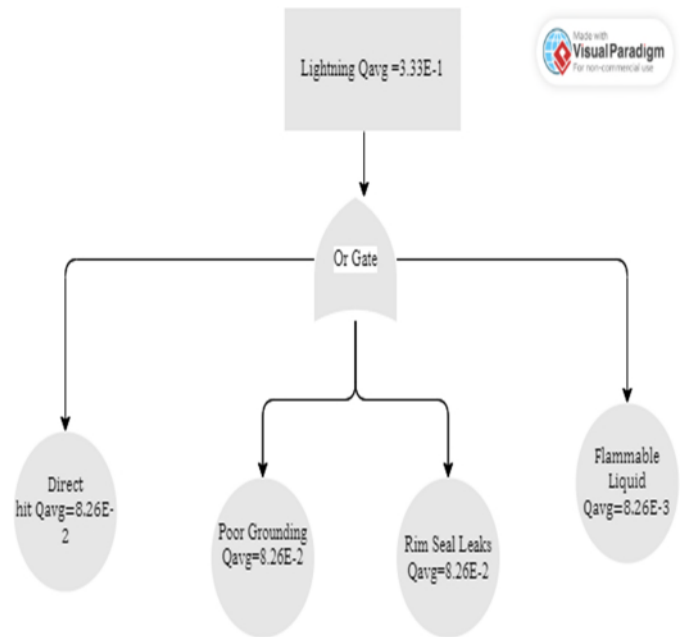 Lightning Qavg =3.33E-1
Made with
VisualParadigm
For non-commercial use
Or Gate
Direct
hit Qavg=8.26E-
2
Poor Grounding
Qavg=8.26E-2
Rim Seal Leaks
Qavg=8.26E-2
Flammable
Liquid
Qavg=8.26E-3